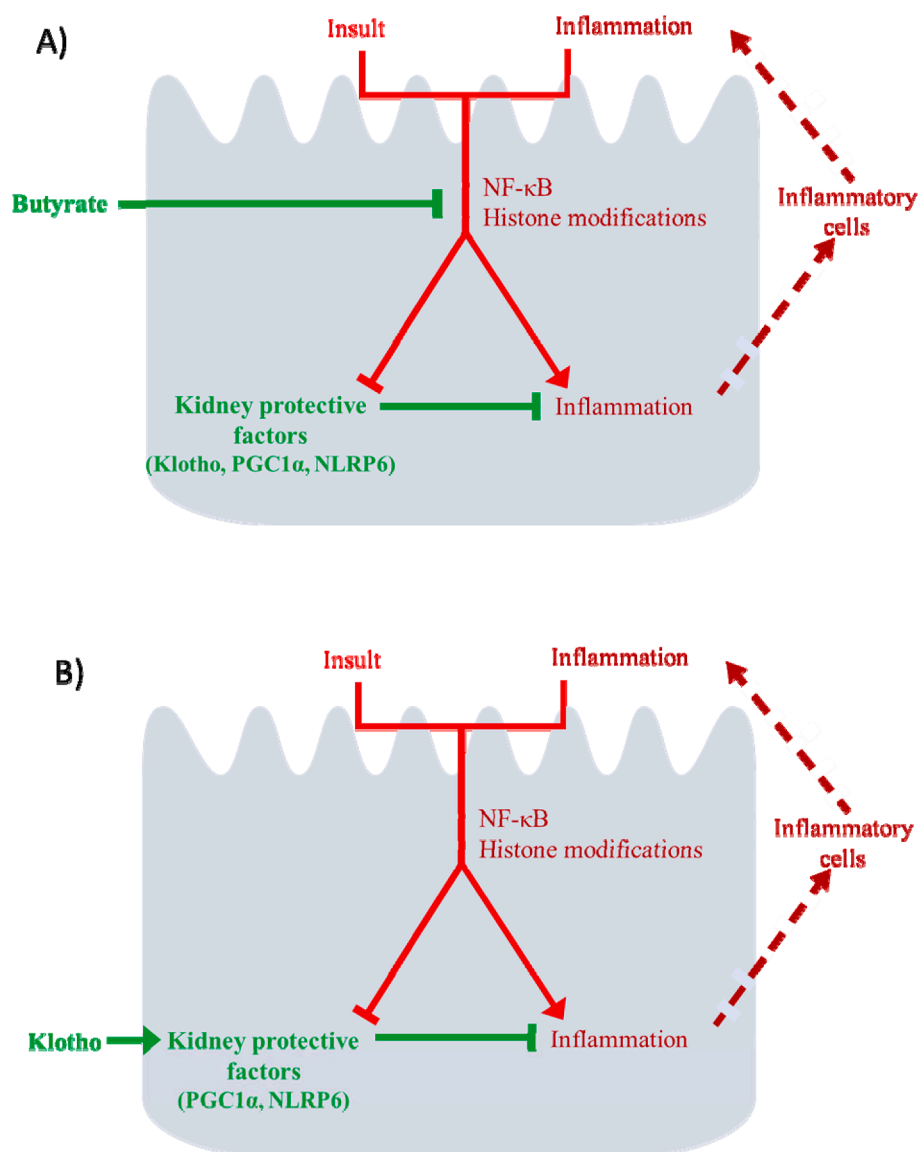 A)
Insult
Inflammation
NF-κB
Histone modifications
Butyrate
Inflammatory
cells
Kidney protective
factors
(Klotho, PGC1α, NLRP6)
Inflammation
B)
Insult
Inflammation
NF-κB
Histone modifications
Inflammatory
cells
Klotho
Kidney protective
factors
(PGC1α, NLRP6)
Inflammation